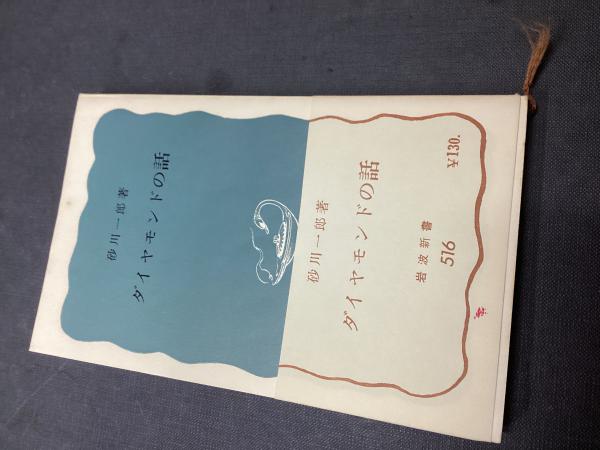 砂川一郎著
ダイヤモンドの話
砂川一郎著
ダイヤモンドの話
岩波新書
516
¥130.